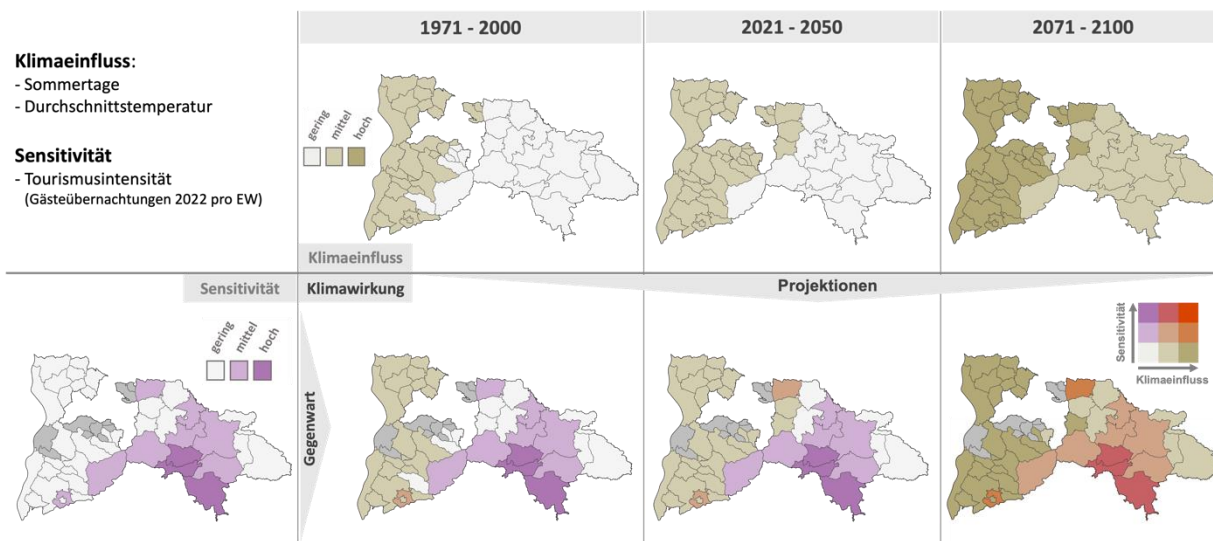 1971 - 2000
2021 - 2050
2071 - 2100
Klimaeinfluss:
- Sommertage
- Durchschnittstemperatur
Sensitivität
- Tourismusintensität
(Gästeübernachtungen 2022 pro EW)
gering
mittel
hoch
Klimaeinfluss
Sensitivität
Klimawirkung
Projektionen
gering
mittel
hoch
Gegenwart
Sensitivität
Klimaeinfluss